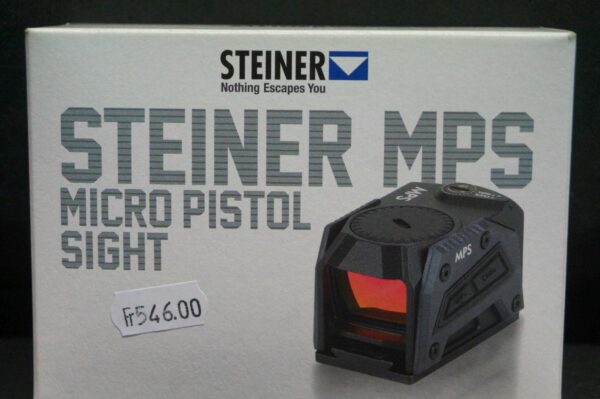 STEINER
Nothing Escapes You
STEINER MPS
MICRO PISTOL
SIGHT
MPS
MPS
Fr546.00